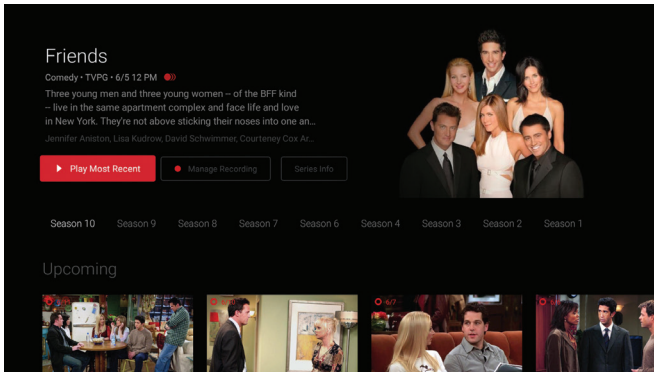 Friends
Comedy • TVPG • 6/5 12 PM
Three young men and three young women -- of the BFF kind
-- live in the same apartment complex and face life and love
in New York. They're not above sticking their noses into one an...
Jennifer Aniston, Lisa Kudrow, David Schwimmer, Courteney Cox Ar...
Play Most Recent
Manage Recording
Series Info
Season 10 Season 9 Season 8 Season 7 Season 6 Season 4 Season 3 Season 2 Season 1
Upcoming
6/7